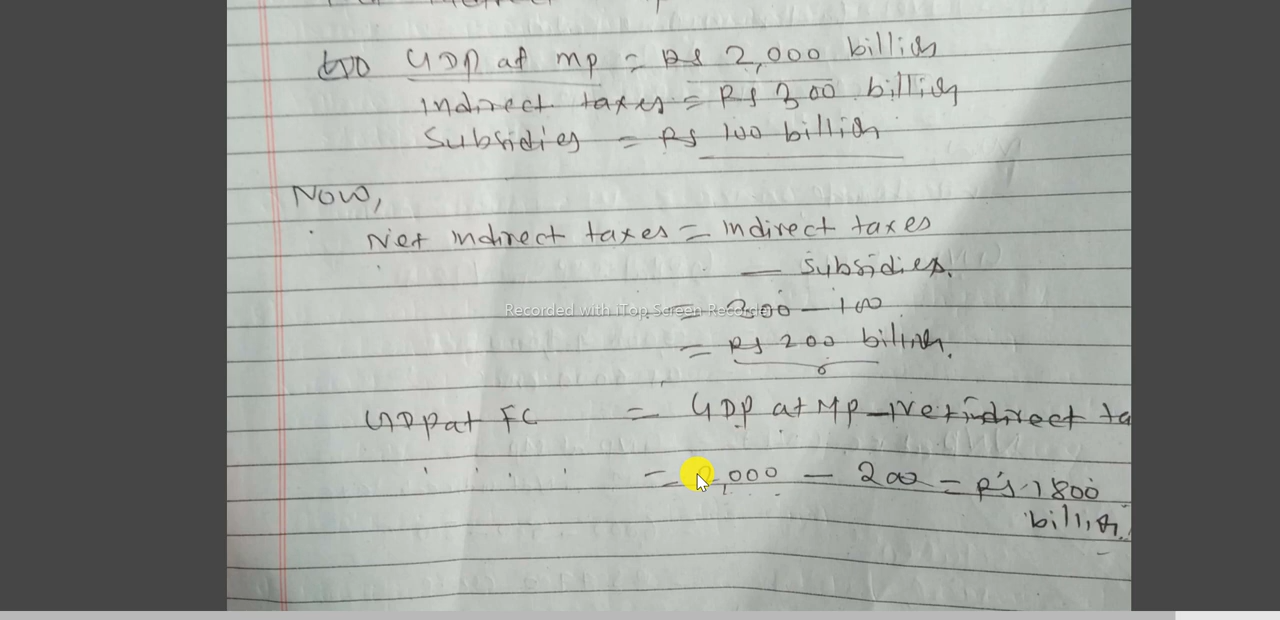 GDP at mp = Rs 2,000 billion
Indirect taxes = Rs 300 billion
Subsidies = Rs 100 billion
Now,
Net indirect taxes = Indirect taxes
— Subsidies.
Recorded with iTop Screen Recorder
= 300 — 100
= Rs 200 billion.
GDP at FC = GDP at MP — Net indirect ta
= 2,000 — 200 = Rs 1800
billion.